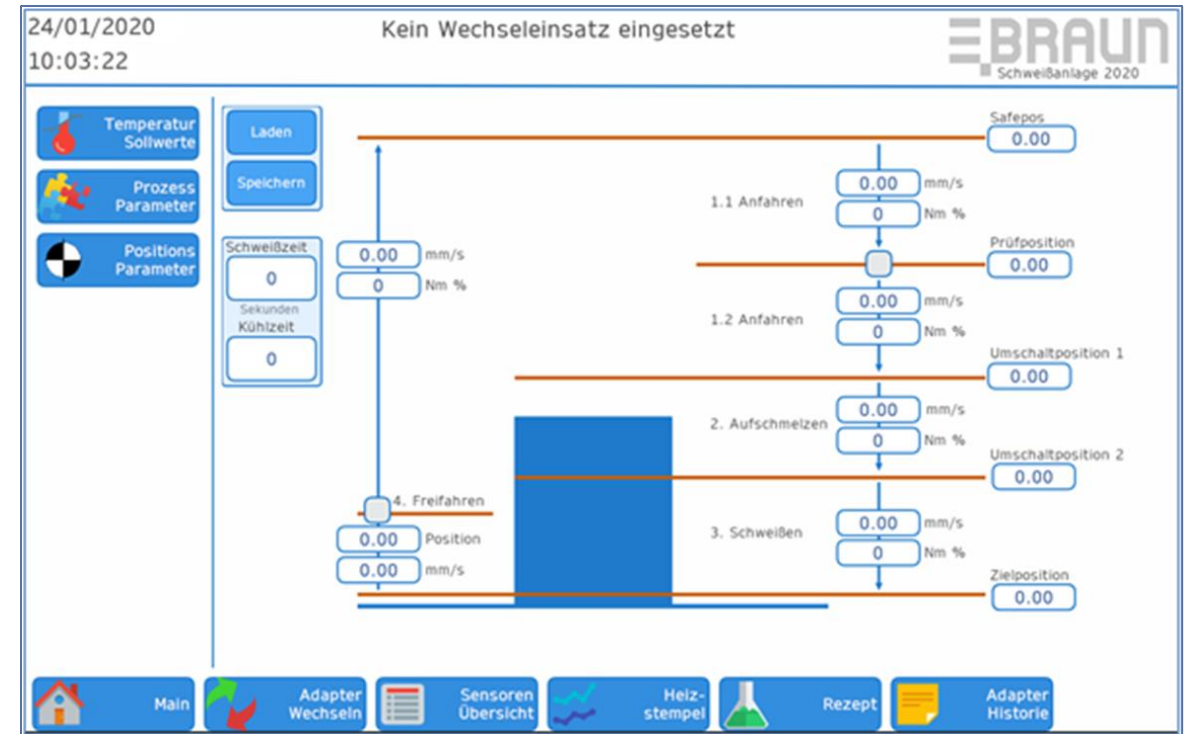 24/01/2020
10:03:22
Kein Wechseleinsatz eingesetzt
BRAUN
Schweißanlage 2020
Temperatur
Sollwerte
Prozess
Parameter
Positions
Parameter
Laden
Speichern
Schweißzeit
0
Sekunden
Kühlzeit
0
0.00 mm/s
0 Nm %
4. Freifahren
0.00 Position
0.00 mm/s
1.1 Anfahren
0.00 mm/s
0 Nm %
1.2 Anfahren
0.00 mm/s
0 Nm %
2. Aufschmelzen
0.00 mm/s
0 Nm %
3. Schweißen
0.00 mm/s
0 Nm %
Safepos
0.00
Prüfposition
0.00
Umschaltposition 1
0.00
Umschaltposition 2
0.00
Zielposition
0.00
Main
Adapter
Wechseln
Sensoren
Übersicht
Heiz-
stempel
Rezept
Adapter
Historie